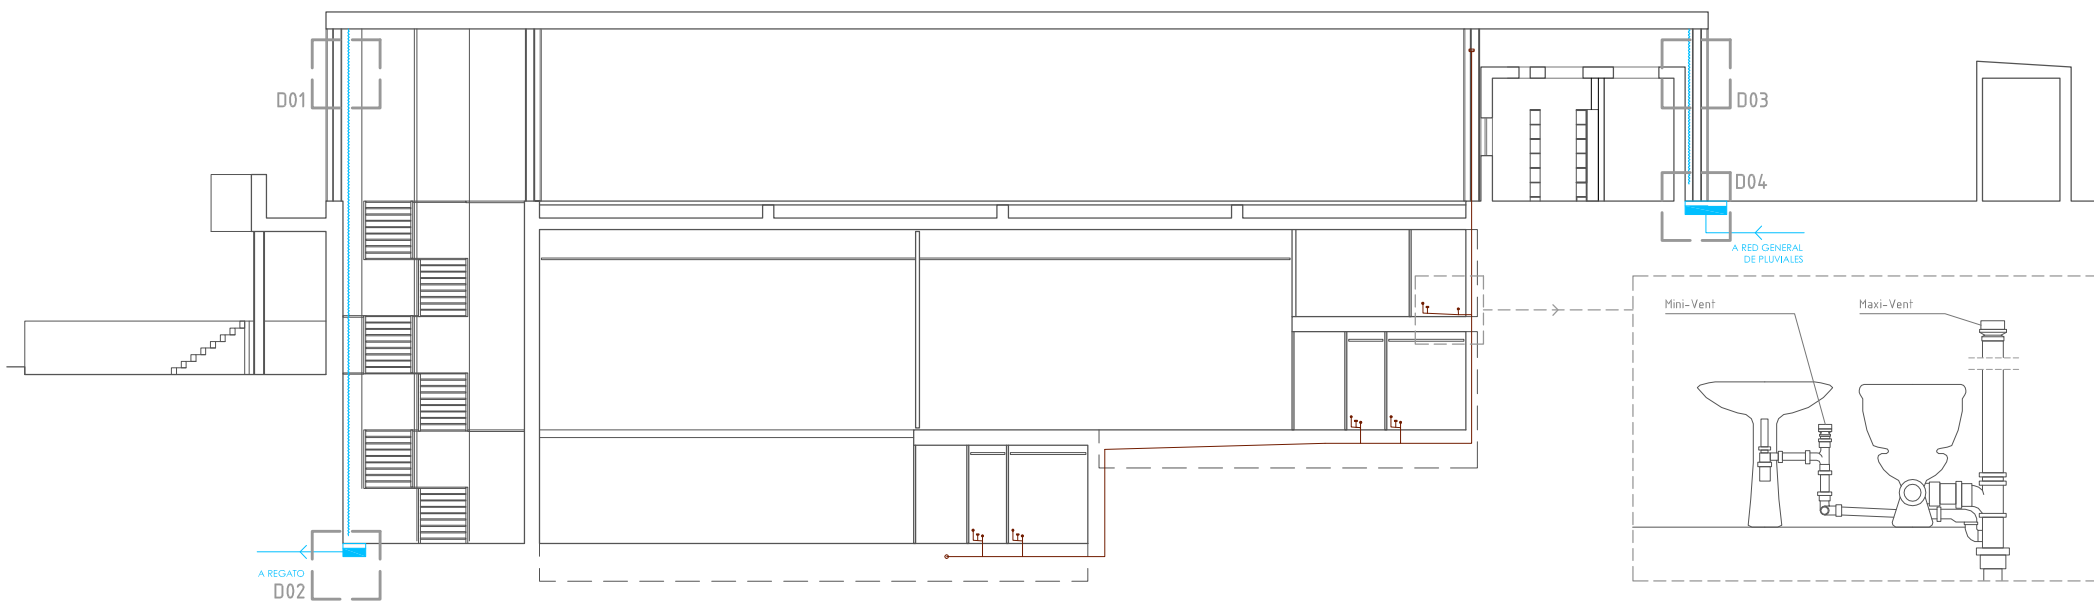 D01
D03
D04
A RED GENERAL
DE PLUVIALES
Mini-Vent
Maxi-Vent
A REGATO
D02